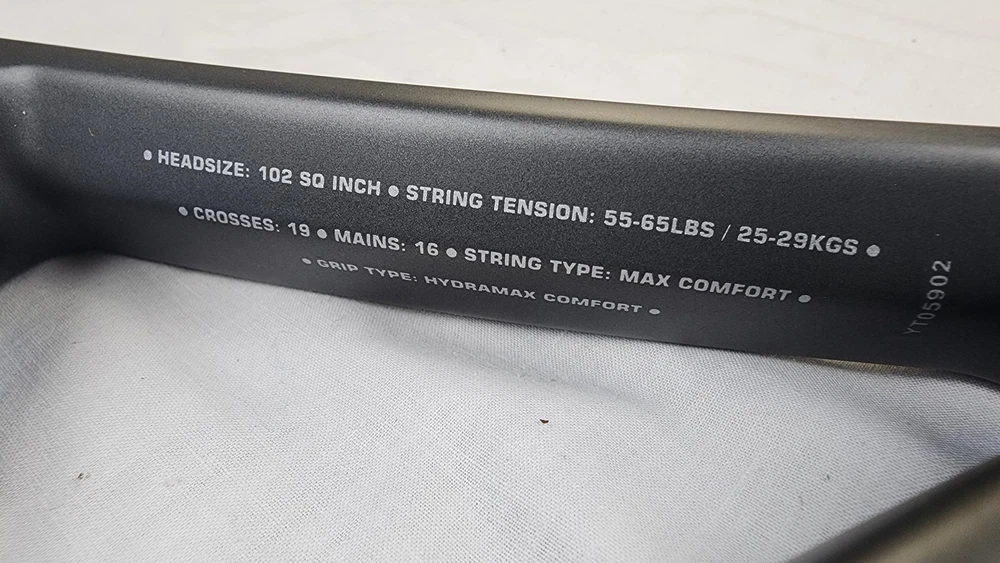 ● HEADSIZE: 102 SQ INCH ● STRING TENSION: 55-65LBS / 25-29KGS ●
● CROSSES: 19 ● MAINS: 16 ● STRING TYPE: MAX COMFORT ●
● GRIP TYPE: HYDRAMAX COMFORT ●
YT05902